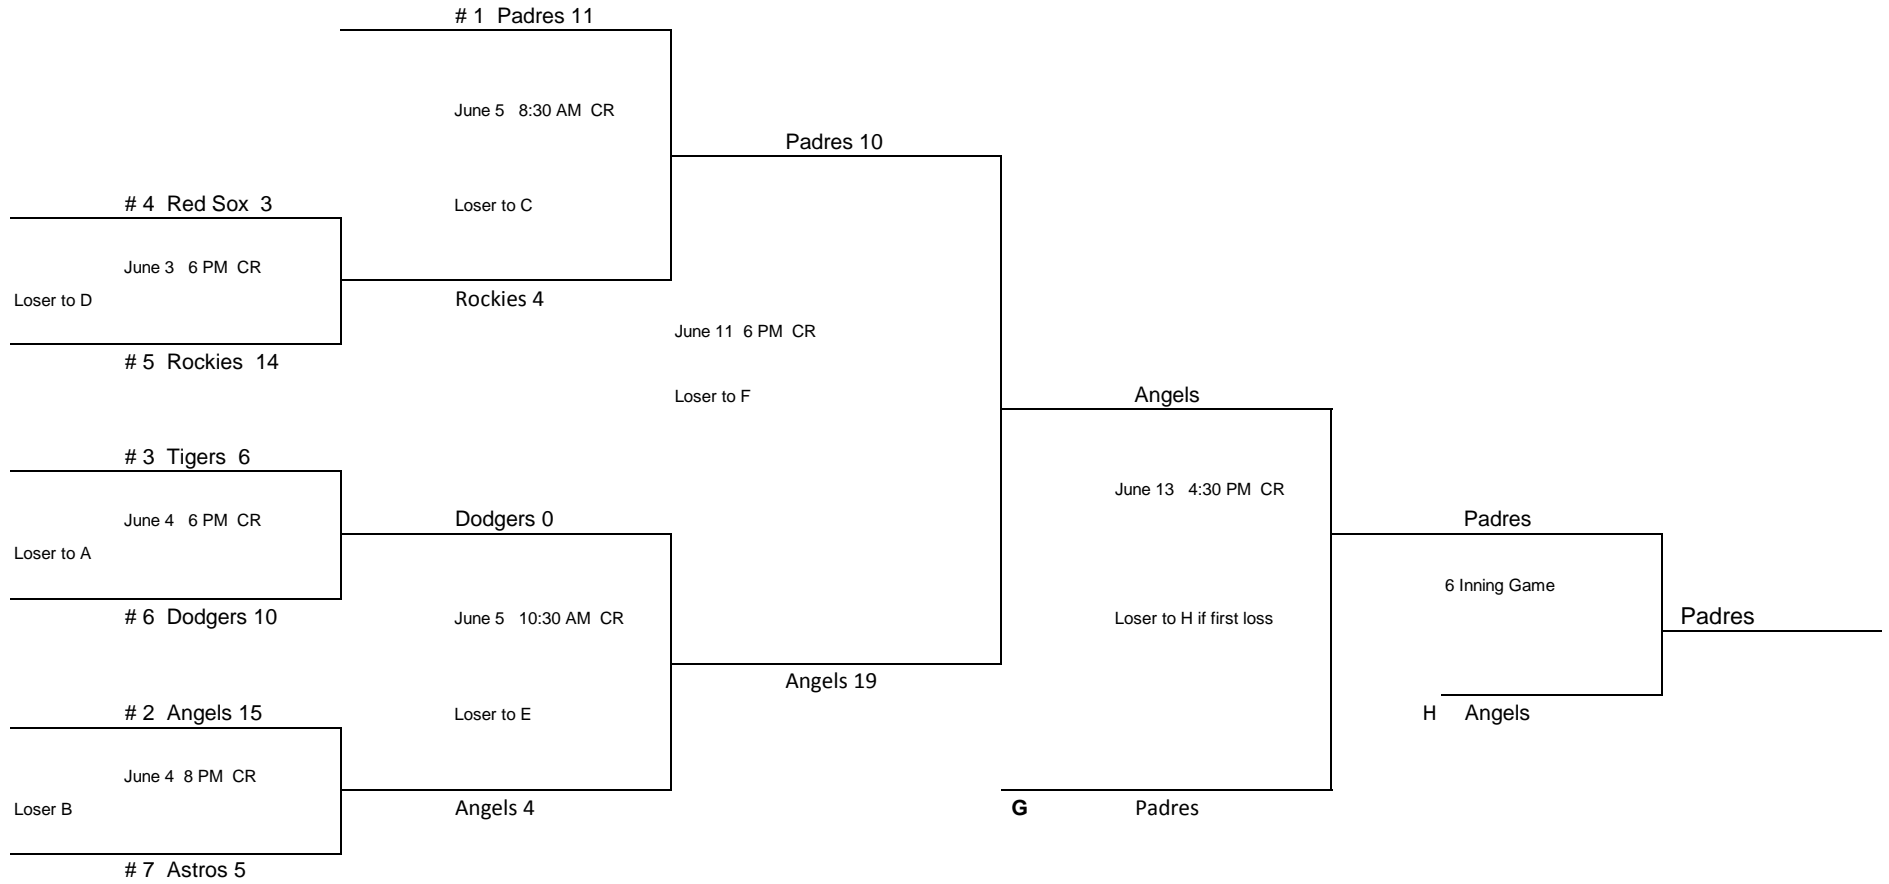 # 1  Padres 11
June 5   8:30 AM  CR
Padres 10
# 4  Red Sox  3
Loser to C
June 3   6 PM  CR
Loser to D
Rockies 4
June 11  6 PM  CR
# 5  Rockies  14
Loser to F
Angels
# 3  Tigers  6
June 13   4:30 PM  CR
June 4   6 PM  CR
Dodgers 0
Padres
Loser to A
6 Inning Game
# 6  Dodgers 10
June 5   10:30 AM  CR
Loser to H if first loss
Padres
Angels 19
# 2  Angels 15
Loser to E
H    Angels
June 4  8 PM  CR
Loser B
Angels 4
G    Padres
# 7  Astros 5